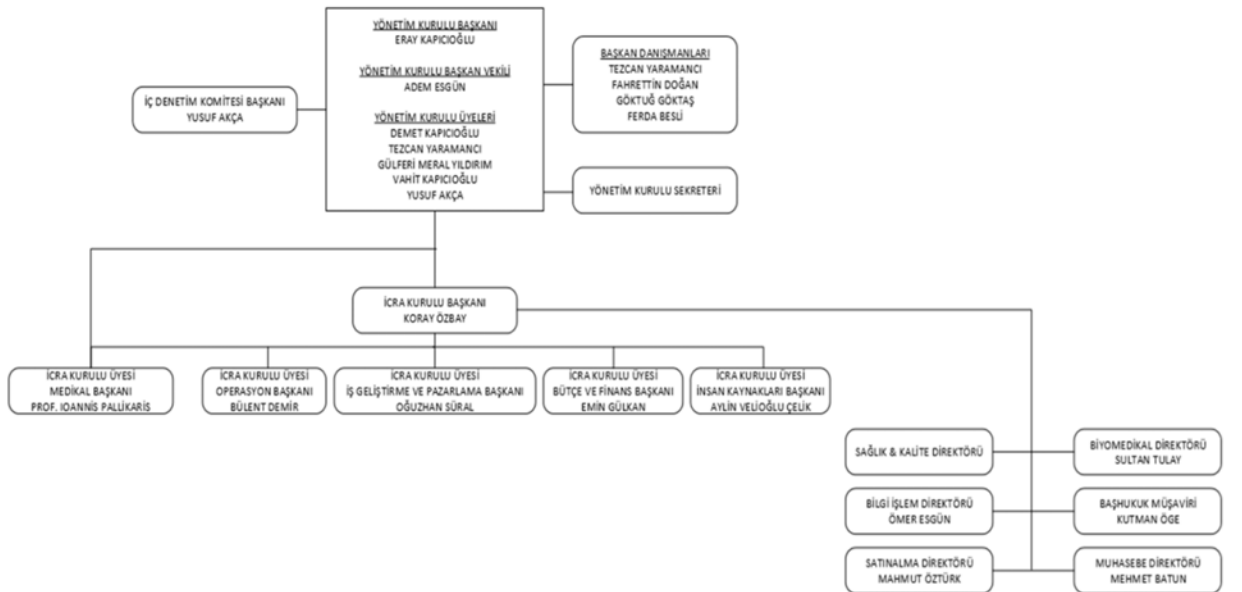 YÖNETİM KURULU BAŞKANI
ERAY KAPICIOĞLU
YÖNETİM KURULU BAŞKAN VEKİLİ
ADEM ESGÜN
YÖNETİM KURULU ÜYELERİ
DEMET KAPICIOĞLU
TEZCAN YARAMANCI
GÜLFERİ MERAL YILDIRIM
VAHİT KAPICIOĞLU
YUSUF AKÇA
İÇ DENETİM KOMİTESİ BAŞKANI
YUSUF AKÇA
BAŞKAN DANIŞMANLARI
TEZCAN YARAMANCI
FAHRETTİN DOĞAN
GÖKTUĞ GÖKTAŞ
FERDA BESLİ
YÖNETİM KURULU SEKRETERİ
İCRA KURULU BAŞKANI
KORAY ÖZBAY
İCRA KURULU ÜYESİ
MEDİKAL BAŞKANI
PROF. IOANNİS PALLİKARİS
İCRA KURULU ÜYESİ
OPERASYON BAŞKANI
BÜLENT DEMİR
İCRA KURULU ÜYESİ
İŞ GELİŞTİRME VE PAZARLAMA BAŞKANI
OĞUZHAN SÜRAL
İCRA KURULU ÜYESİ
BÜTÇE VE FİNANS BAŞKANI
EMİN GÜLKAN
İCRA KURULU ÜYESİ
İNSAN KAYNAKLARI BAŞKANI
AYLİN VELİOĞLU ÇELİK
SAĞLIK & KALİTE DİREKTÖRÜ
BİYOMEDİKAL DİREKTÖRÜ
SULTAN TULAY
BİLGİ İŞLEM DİREKTÖRÜ
ÖMER ESGÜN
BAŞHUKUK MÜŞAVİRİ
KUTMAN ÖGE
SATINALMA DİREKTÖRÜ
MAHMUT ÖZTÜRK
MUHASEBE DİREKTÖRÜ
MEHMET BATUN